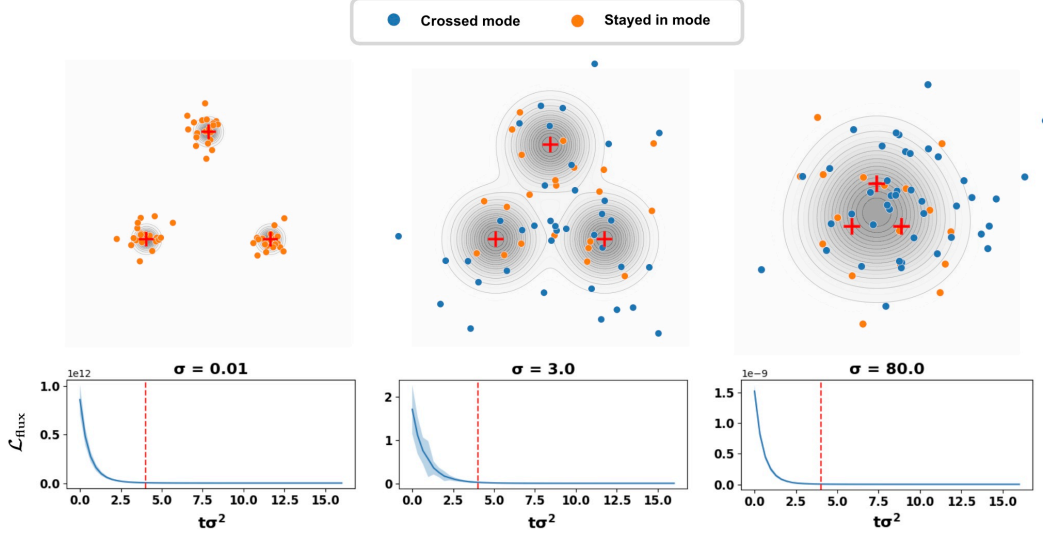 Crossed mode Stayed in mode
σ = 0.01 σ = 3.0 σ = 80.0
1e12 1e−9
1.0
0.5
0.0
2
1
0
1.5
1.0
0.5
0.0
ℒflux
0.0 2.5 5.0 7.5 10.0 12.5 15.0
0.0 2.5 5.0 7.5 10.0 12.5 15.0
0.0 2.5 5.0 7.5 10.0 12.5 15.0
tσ² tσ² tσ²